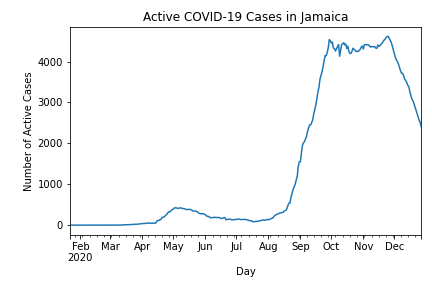 Active COVID-19 Cases in Jamaica
Number of Active Cases
4000
3000
2000
1000
0
Feb Mar Apr May Jun Jul Aug Sep Oct Nov Dec
2020
Day